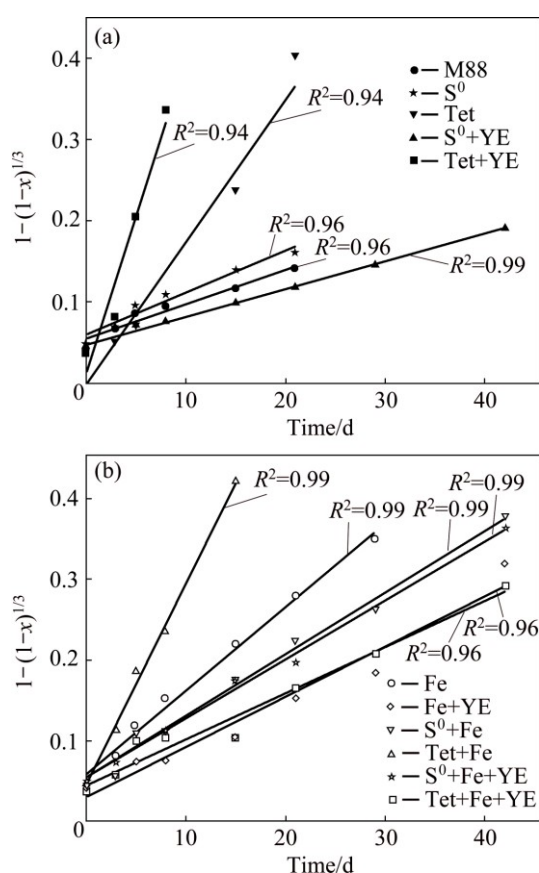 (a)
0.4
0.3
0.2
0.1
0
10
20
30
40
1−(1−x)^{1/3}
Time/d
R²=0.94
R²=0.94
R²=0.96
R²=0.96
R²=0.99
M88
S⁰
Tet
S⁰+YE
Tet+YE
(b)
0.4
0.3
0.2
0.1
0
10
20
30
40
1−(1−x)^{1/3}
Time/d
R²=0.99
R²=0.99
R²=0.99
R²=0.99
R²=0.96
R²=0.96
Fe
Fe+YE
S⁰+Fe
Tet+Fe
S⁰+Fe+YE
Tet+Fe+YE